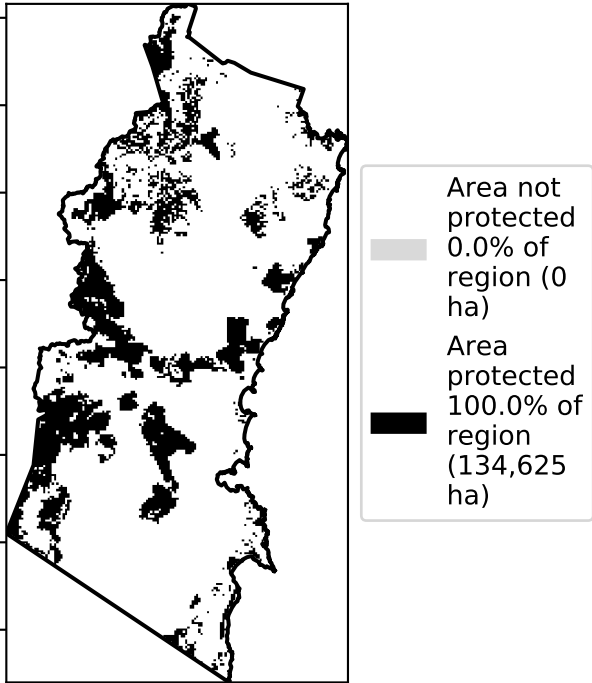 Area not
protected
0.0% of
region (0
ha)
Area
protected
100.0% of
region
(134,625
ha)